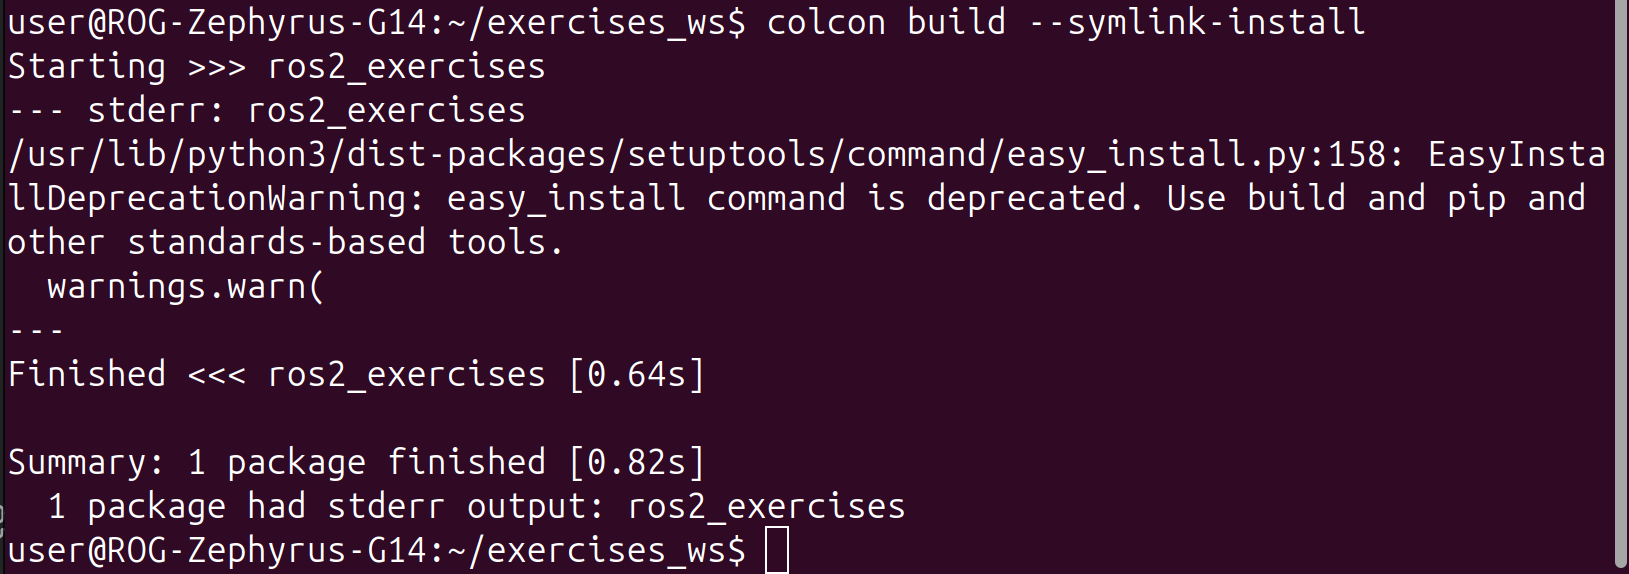 user@ROG-Zephyrus-G14:~/exercises_ws$ colcon build --symlink-install
Starting >>> ros2_exercises
--- stderr: ros2_exercises
/usr/lib/python3/dist-packages/setuptools/command/easy_install.py:158: EasyInsta
llDeprecationWarning: easy_install command is deprecated. Use build and pip and
other standards-based tools.
  warnings.warn(
---
Finished <<< ros2_exercises [0.64s]

Summary: 1 package finished [0.82s]
  1 package had stderr output: ros2_exercises
user@ROG-Zephyrus-G14:~/exercises_ws$